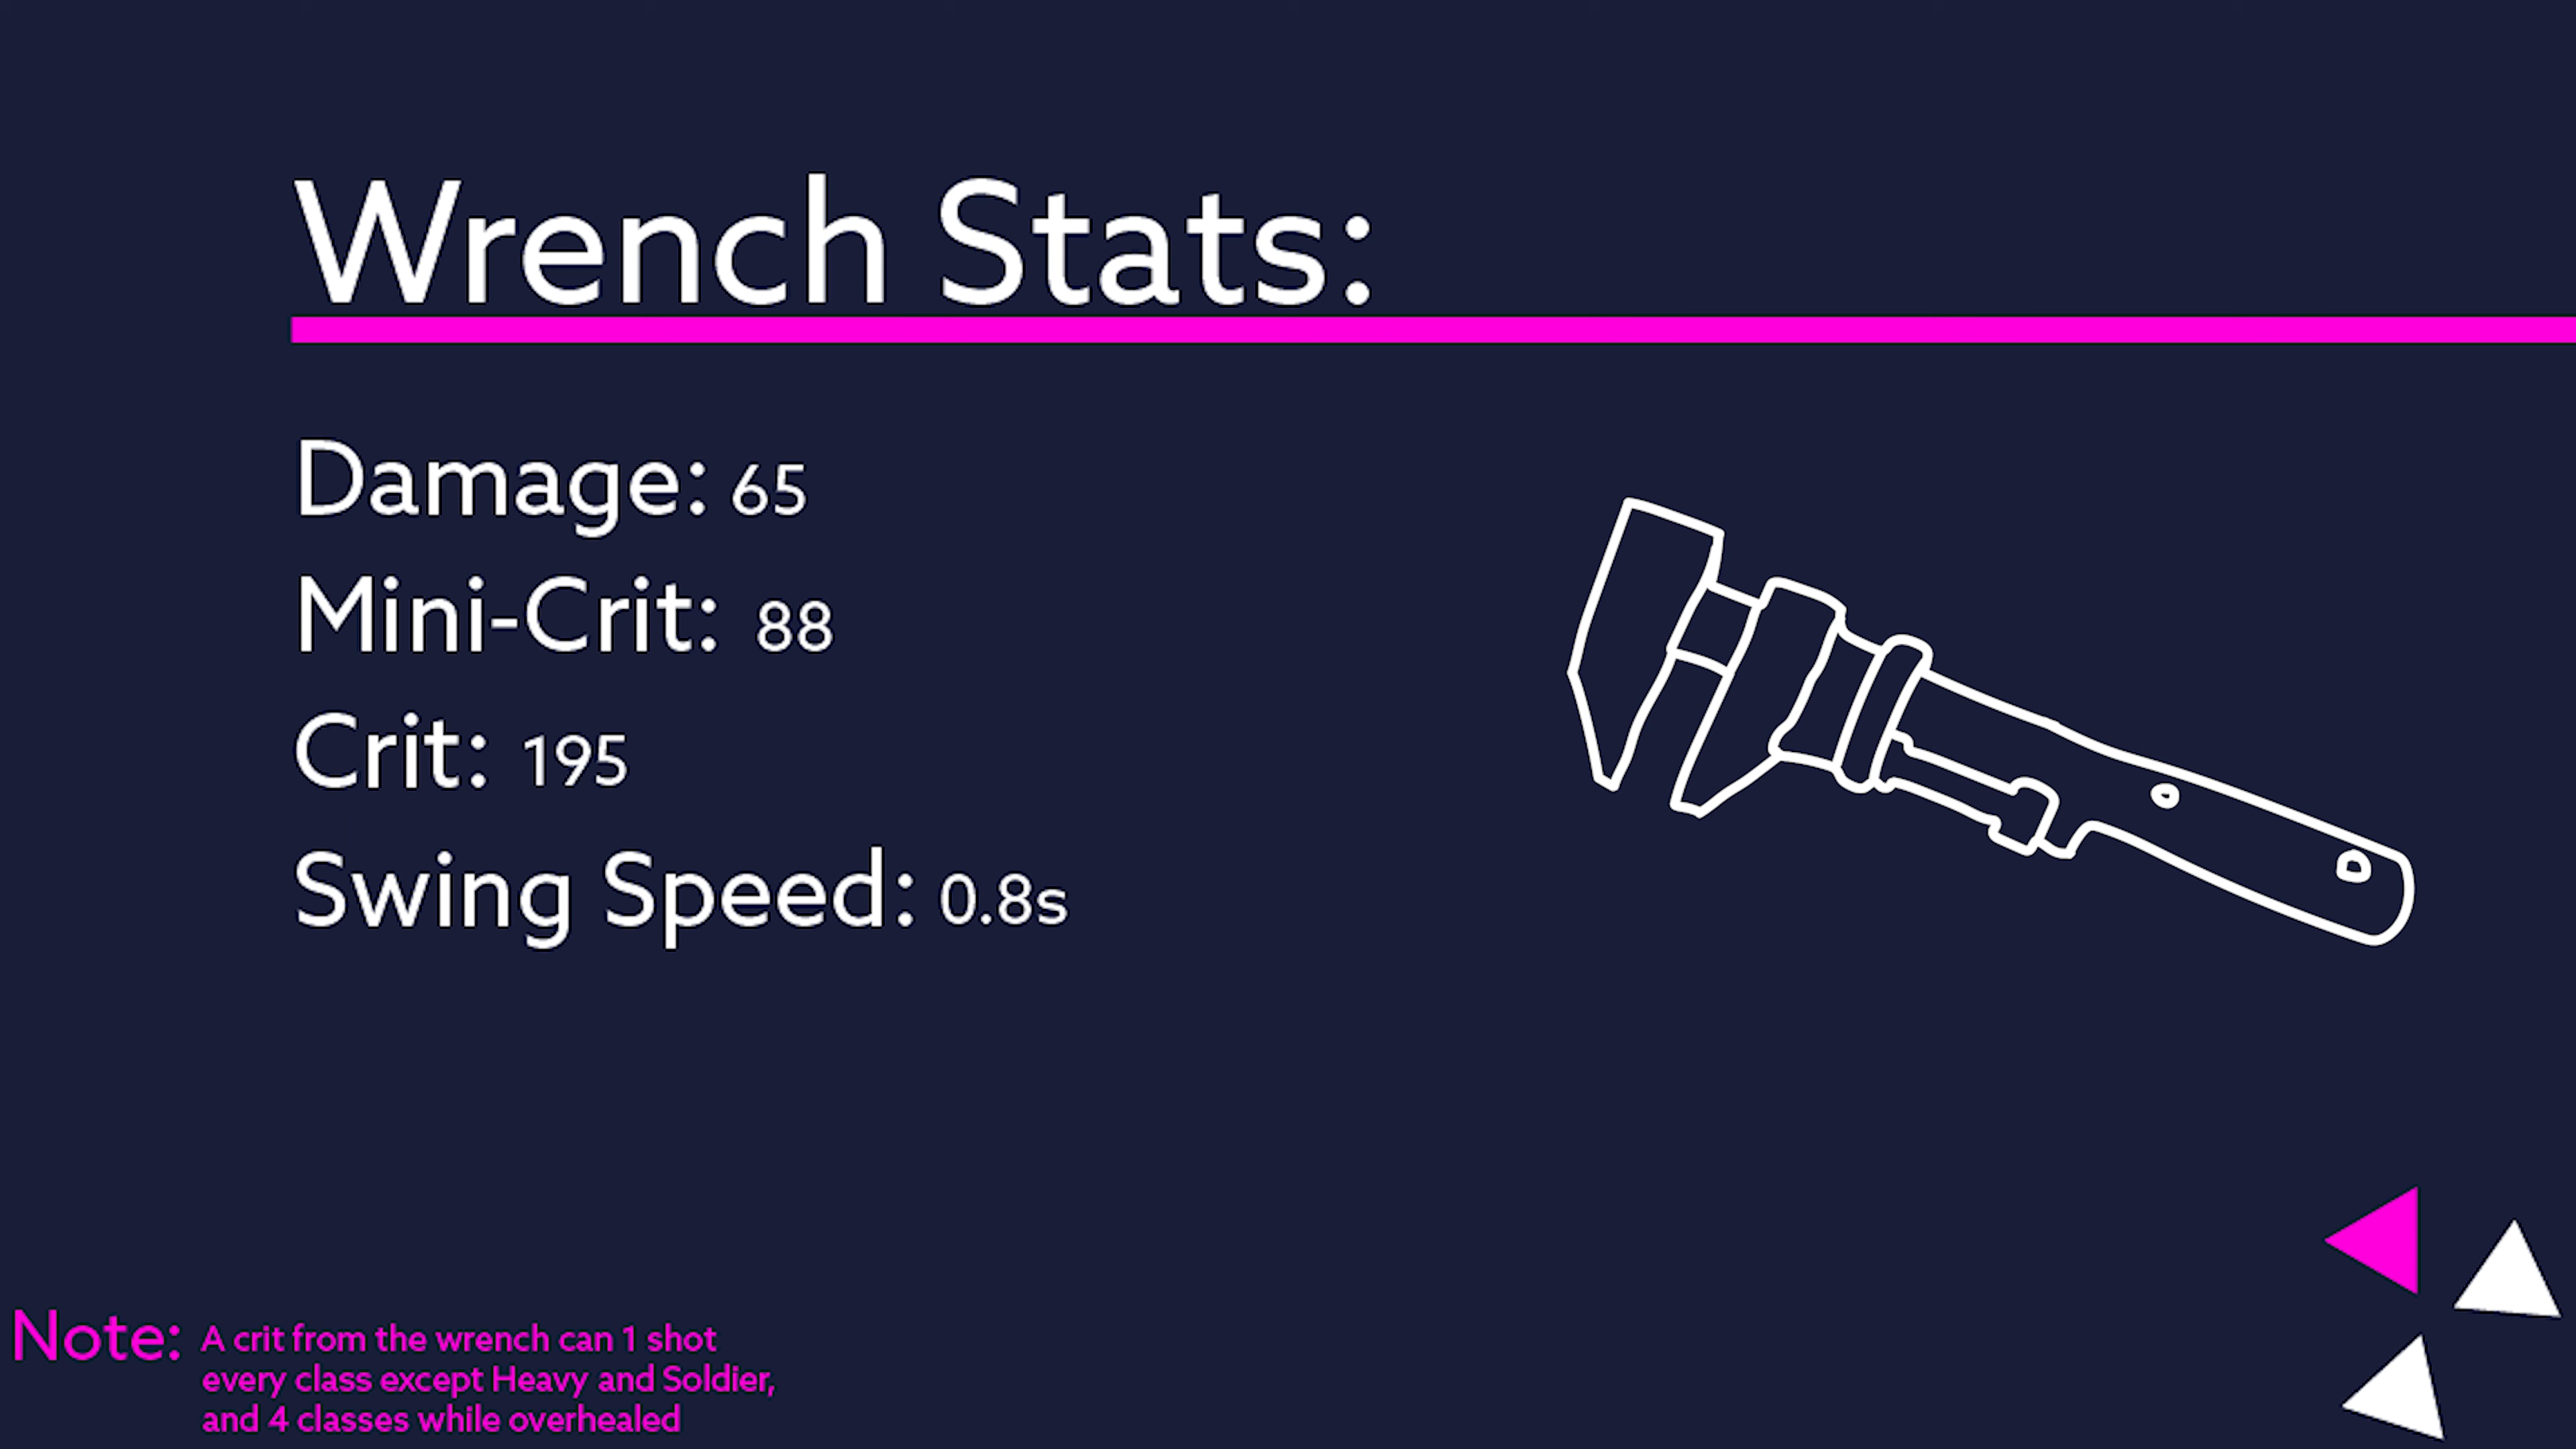 Wrench Stats:
Damage: 65
Mini-Crit: 88
Crit: 195
Swing Speed: 0.8s
Note: A crit from the wrench can 1 shot
every class except Heavy and Soldier,
and 4 classes while overhealed